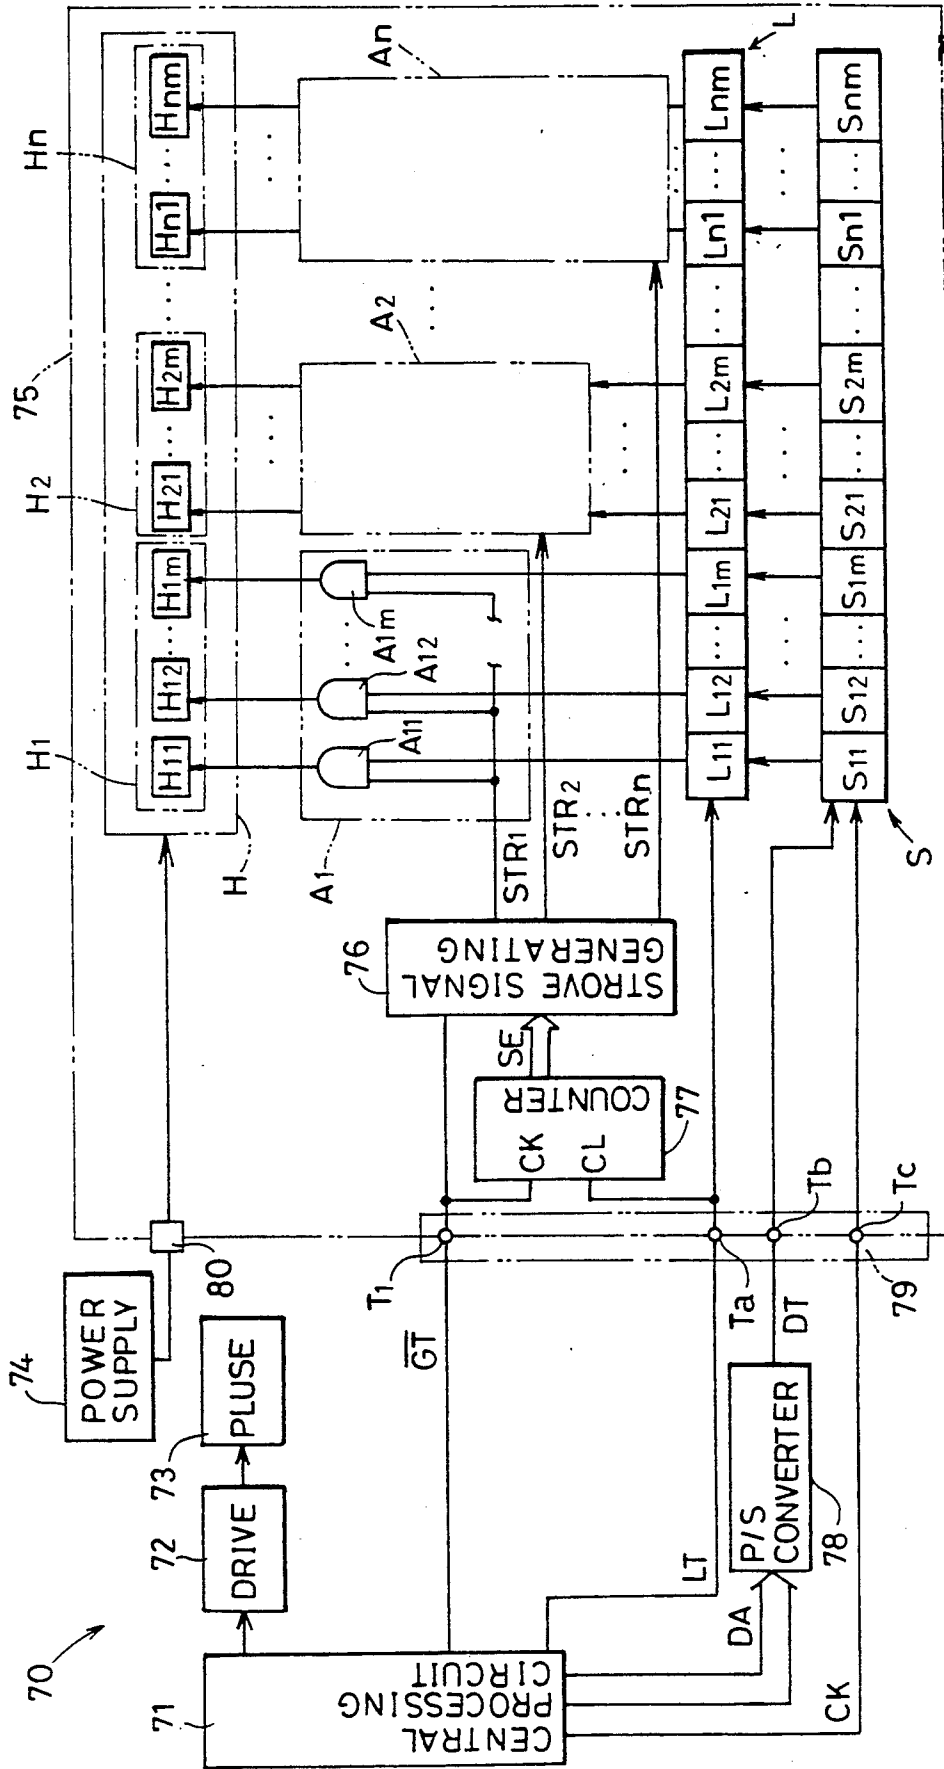 70
71
CENTRAL
PROCESSING
CIRCUIT
72
DRIVE
73
PLUSE
74
POWER
SUPPLY
80
75
G̅T̅
T1
LT
Ta
DA
P/S
CONVERTER
78
DT
Tb
CK
Tc
79
CK
CL
COUNTER
77
SE
76
STROVE SIGNAL
GENERATING
STR1
STR2
STRn
H
H1
H2
Hn
H11 H12 ··· H1m H21 ··· H2m ··· Hn1 ··· Hnm
A1
A11
A12
A1m
A2
An
L11 L12 ··· L1m L21 ··· L2m ··· Ln1 ··· Lnm
L
S11 S12 ··· S1m S21 ··· S2m ··· Sn1 ··· Snm
S